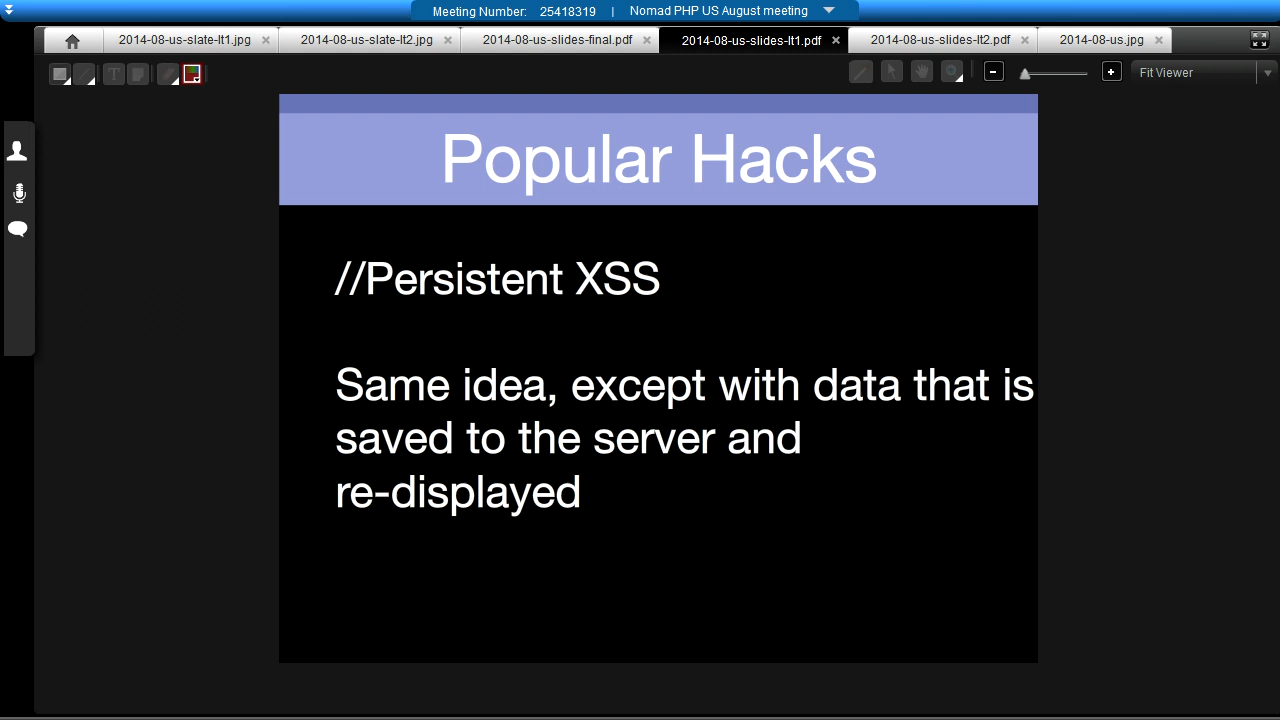 Meeting Number: 25418319 | Nomad PHP US August meeting
2014-08-us-slate-lt1.jpg 2014-08-us-slate-lt2.jpg 2014-08-us-slides-final.pdf 2014-08-us-slides-lt1.pdf 2014-08-us-slides-lt2.pdf 2014-08-us.jpg
T
Fit Viewer
Popular Hacks
//Persistent XSS
Same idea, except with data that is
saved to the server and
re-displayed